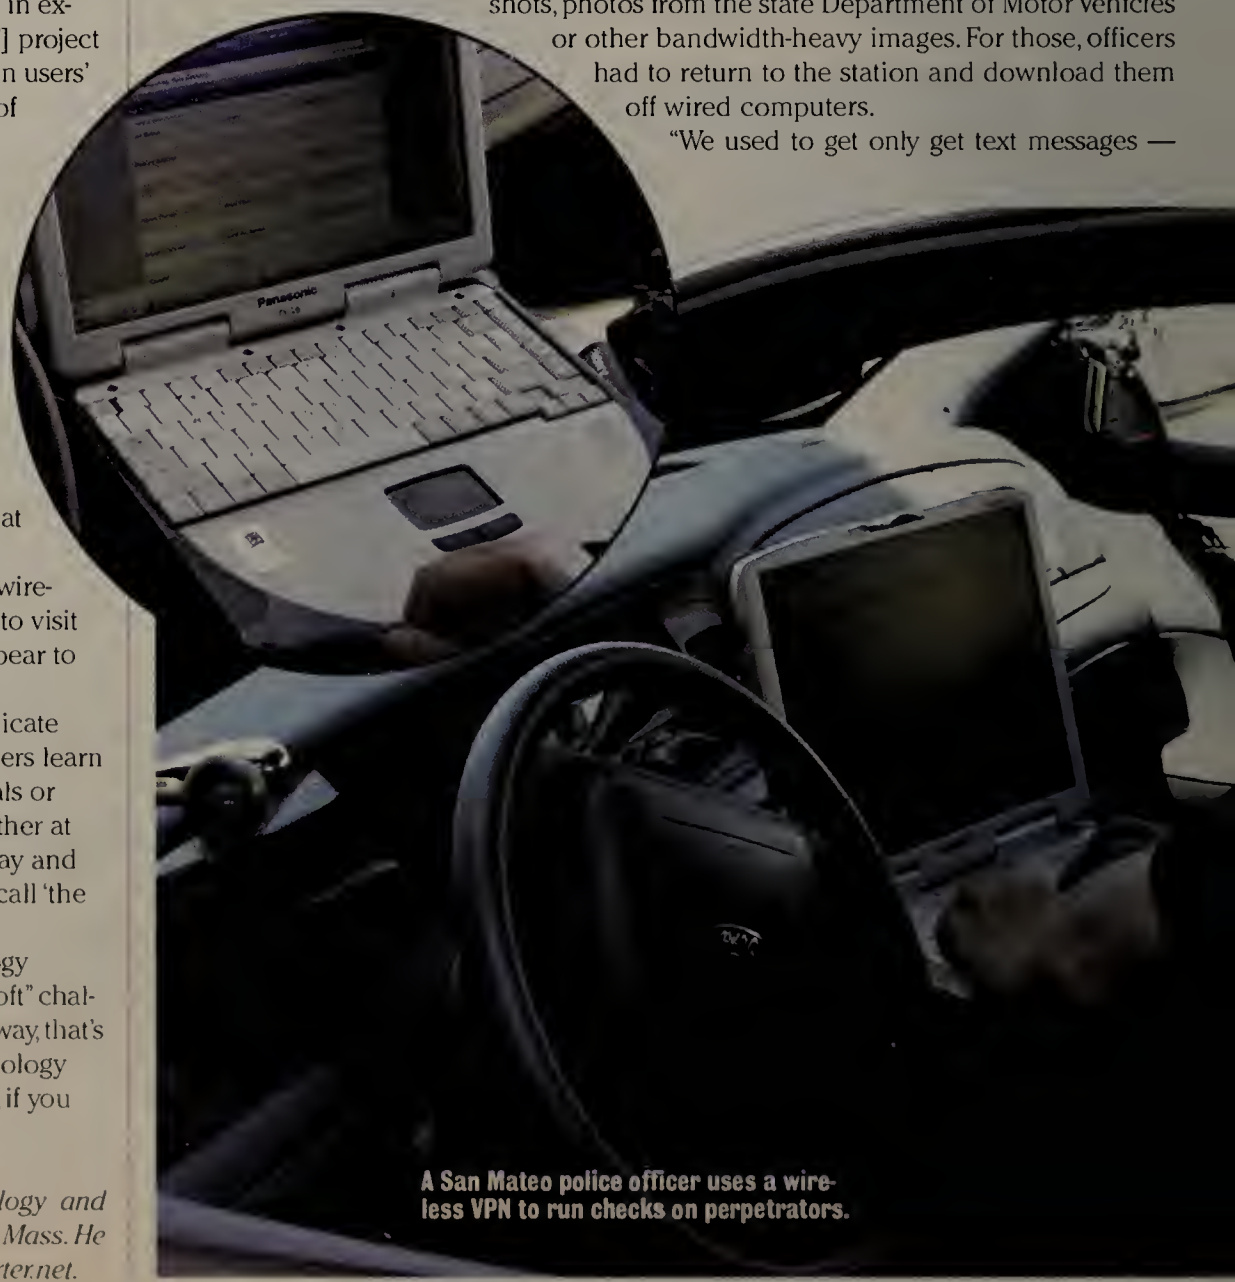 in ex-
] project
n users'
of
at
wire-
to visit
pear to
icate
ers learn
als or
ther at
ay and
call 'the
gy
oft" chal-
way, that's
ology
if you
logy and
Mass. He
rter.net.
shots, photos from the state Department of Motor Vehicles
or other bandwidth-heavy images. For those, officers
had to return to the station and download them
off wired computers.
"We used to get only get text messages —
Panasonic
A San Mateo police officer uses a wire-
less VPN to run checks on perpetrators.